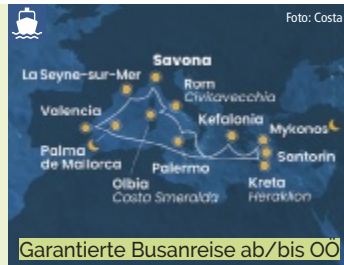 Foto: Costa
Savona
La Seyne-sur-Mer
Rom
Civitavecchia
Valencia
Kefalonia
Mykonos
Palma
de Mallorca
Palermo
Santorin
Olbia
Costa Smeralda
Kreta
Heraklion
Garantierte Busanreise ab/bis OÖ